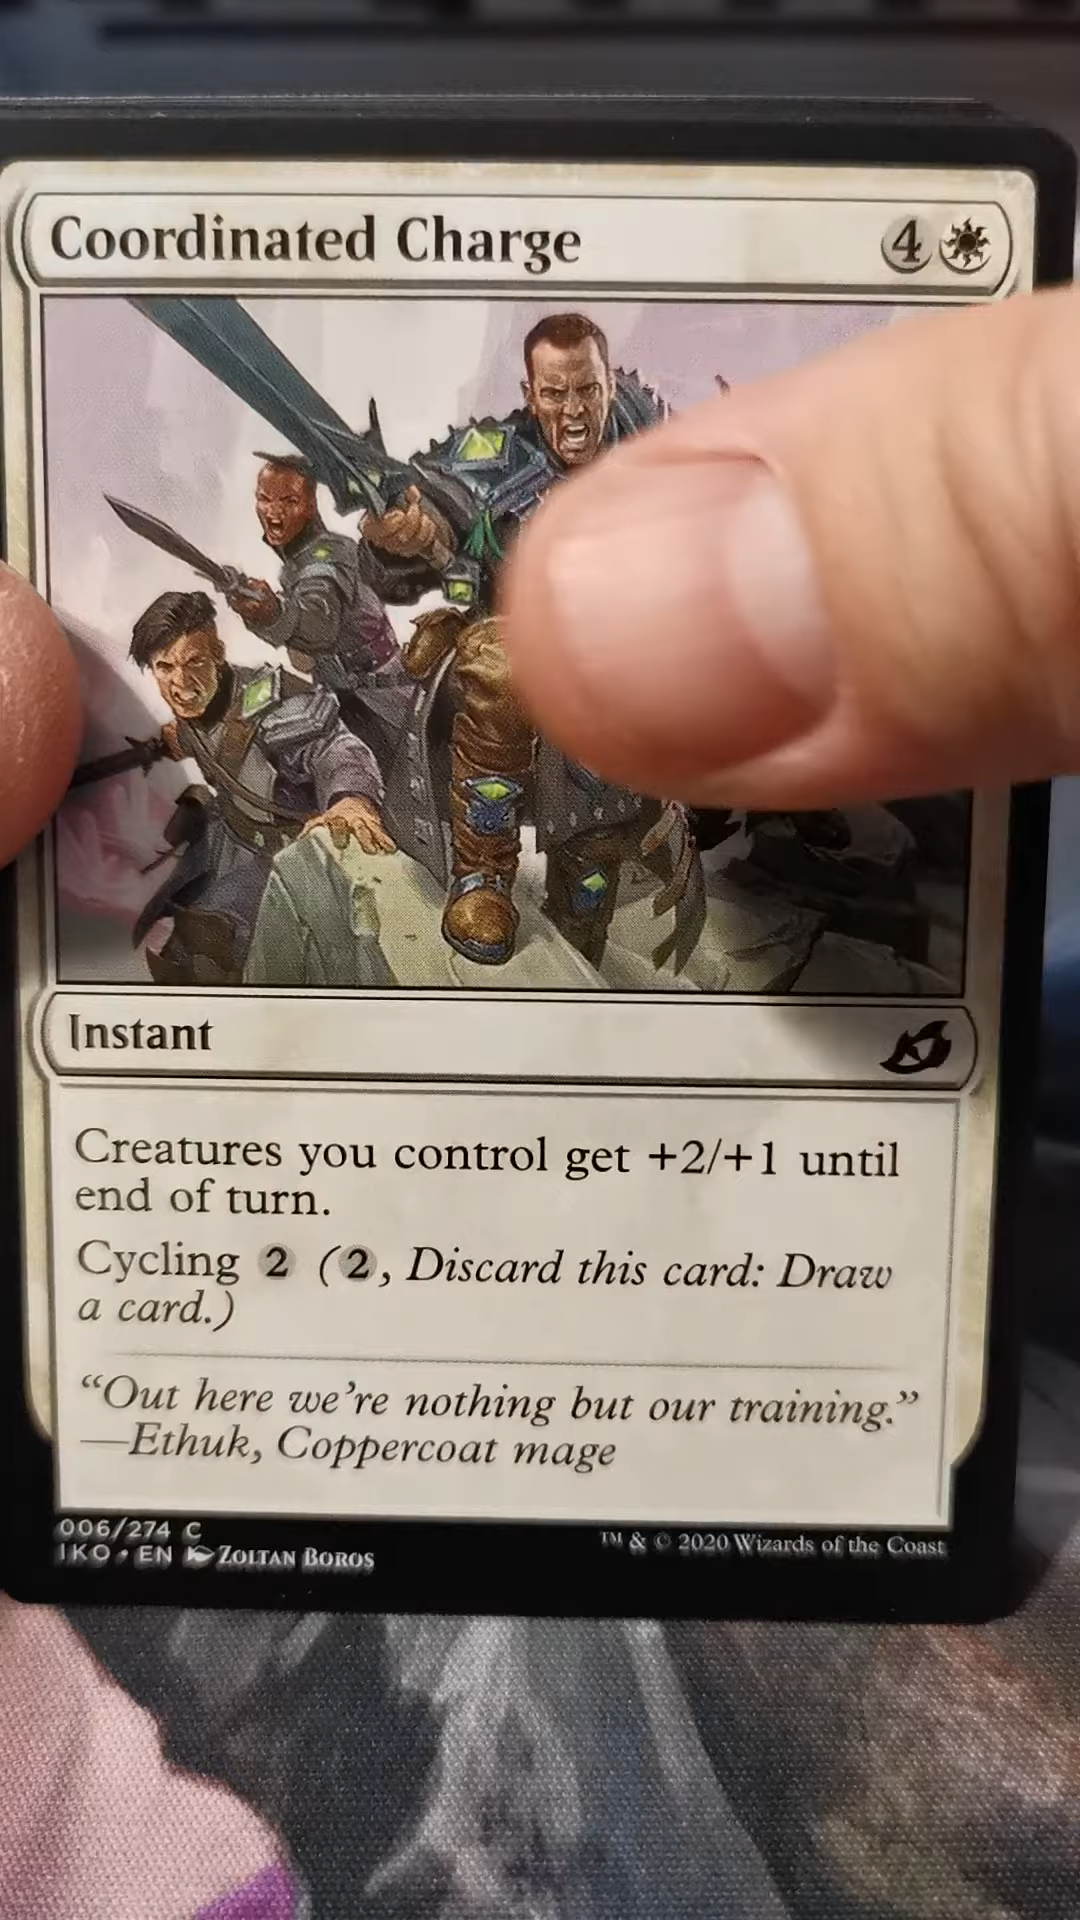 Coordinated Charge 4
Instant
Creatures you control get +2/+1 until
end of turn.
Cycling 2 (2, Discard this card: Draw
a card.)
“Out here we’re nothing but our training.”
—Ethuk, Coppercoat mage
006/274 C
IKO • EN ZOLTAN BOROS
™ & © 2020 Wizards of the Coast